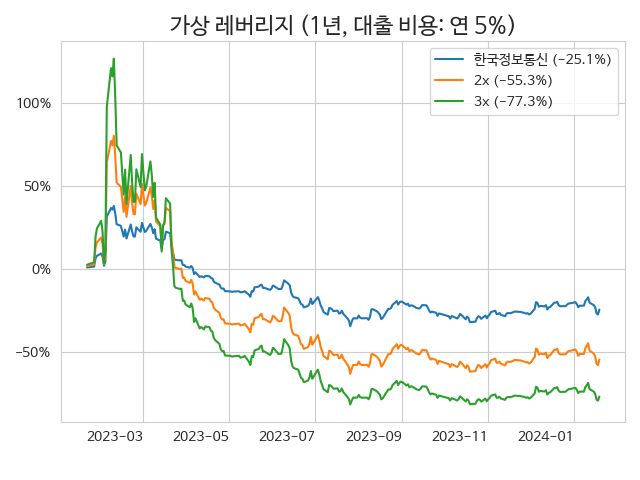 가상 레버리지 (1년, 대출 비용: 연 5%)
한국정보통신 (−25.1%)
2x (−55.3%)
3x (−77.3%)
100%
50%
0%
−50%
2023-03 2023-05 2023-07 2023-09 2023-11 2024-01